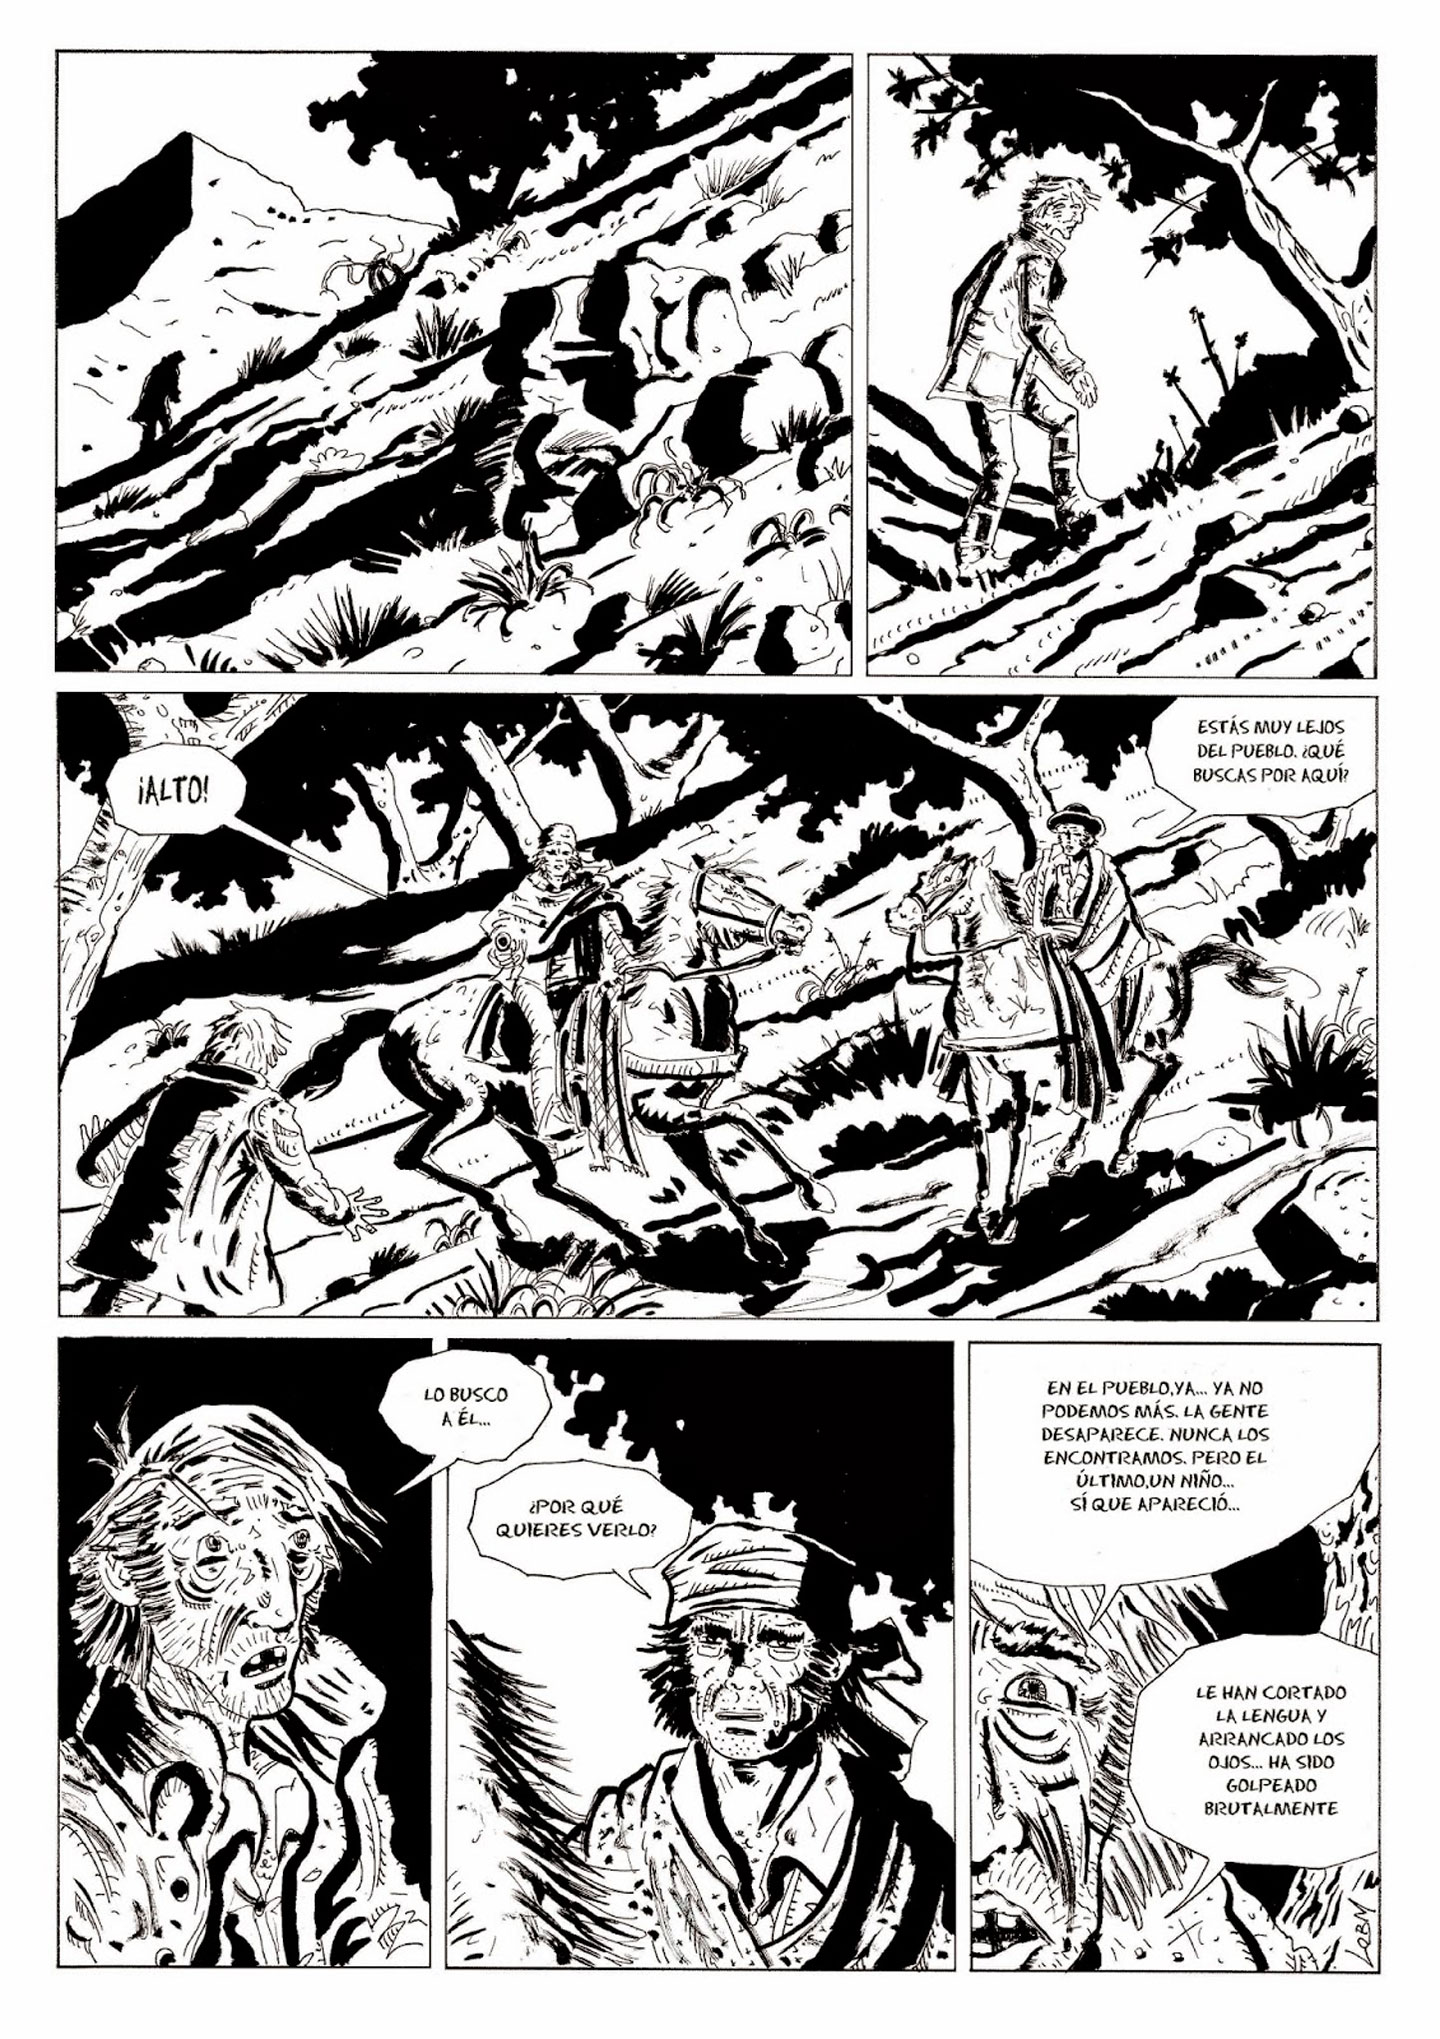 ¡ALTO!
ESTÁS MUY LEJOS
DEL PUEBLO. ¿QUÉ
BUSCAS POR AQUÍ?
LO BUSCO
A ÉL...
¿POR QUÉ
QUIERES VERLO?
EN EL PUEBLO,YA... YA NO
PODEMOS MÁS. LA GENTE
DESAPARECE. NUNCA LOS
ENCONTRAMOS. PERO EL
ÚLTIMO,UN NIÑO...
SÍ QUE APARECIÓ...
LE HAN CORTADO
LA LENGUA Y
ARRANCADO LOS
OJOS... HA SIDO
GOLPEADO
BRUTALMENTE